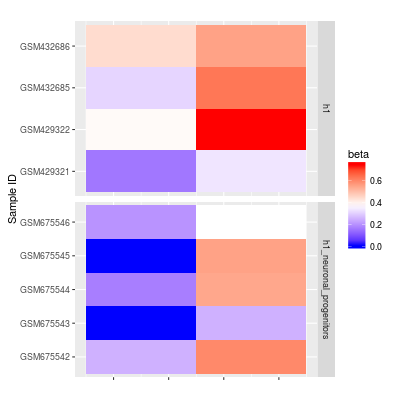 GSM432686
GSM432685
GSM429322
GSM429321
h1
Sample ID
GSM675546
GSM675545
GSM675544
GSM675543
GSM675542
h1_neuronal_progenitors
beta
0.6
0.4
0.2
0.0